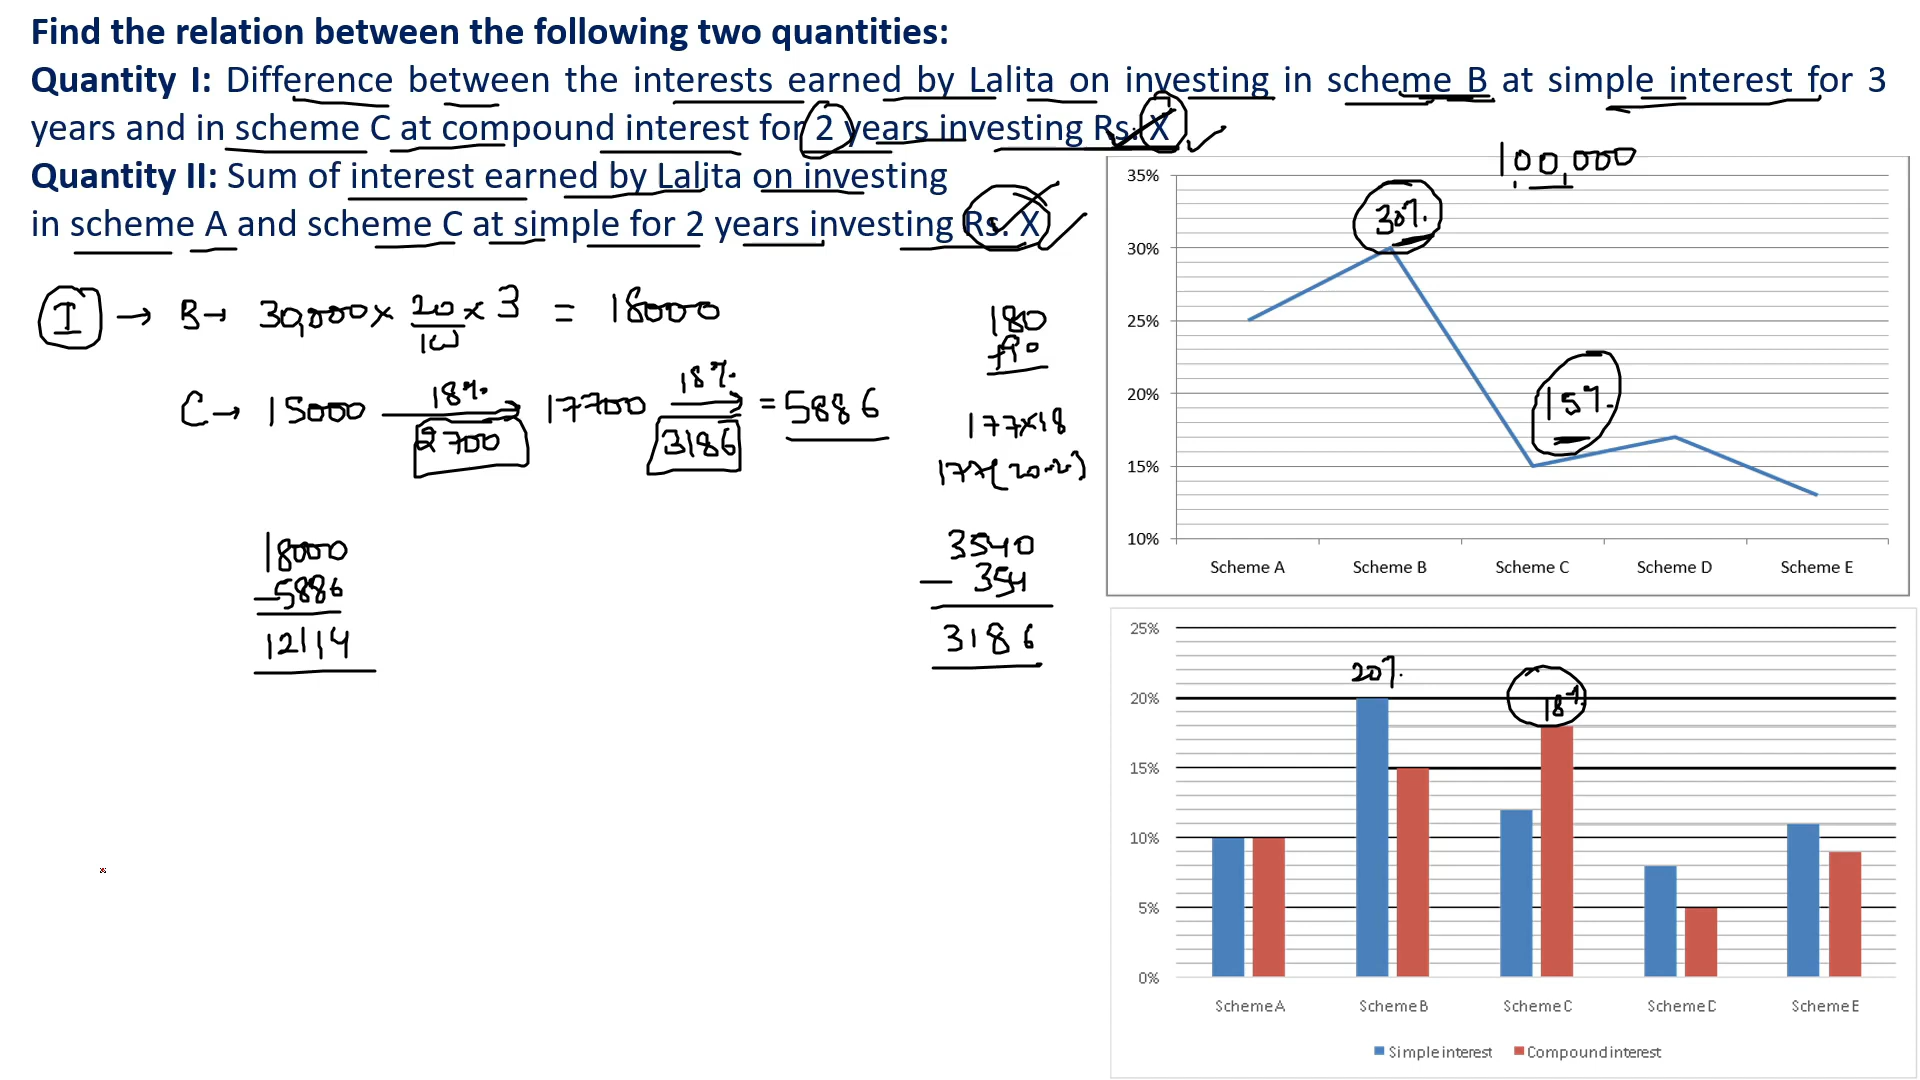 Find the relation between the following two quantities:
Quantity I: Difference between the interests earned by Lalita on investing in scheme B at simple interest for 3
years and in scheme C at compound interest for 2 years investing Rs. X
Quantity II: Sum of interest earned by Lalita on investing
in scheme A and scheme C at simple for 2 years investing Rs. X
100,000
I → B→ 30,000 × 20/100 × 3 = 18000
C → 15000 18% 2700 17700 18% 3186 = 5886
18000
-5886
12114
180
177×18
177(20-2)
3540
- 354
3186
35%
30%
25%
20%
15%
10%
30%
15%
Scheme A Scheme B Scheme C Scheme D Scheme E
25%
20%
15%
10%
5%
0%
20%
18%
Scheme A Scheme B Scheme C Scheme D Scheme E
Simple interest Compound interest